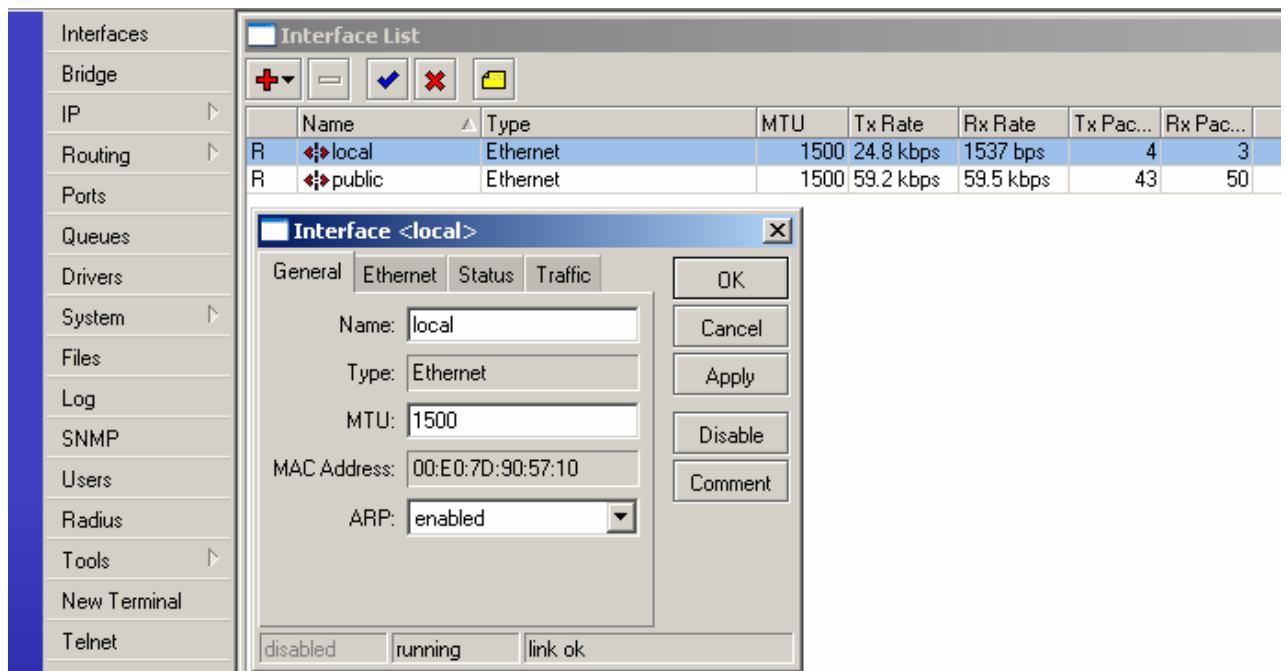 Interfaces
Bridge
IP
Routing
Ports
Queues
Drivers
System
Files
Log
SNMP
Users
Radius
Tools
New Terminal
Telnet
Interface List
Name Type MTU Tx Rate Rx Rate Tx Pac... Rx Pac...
R local Ethernet 1500 24.8 kbps 1537 bps 4 3
R public Ethernet 1500 59.2 kbps 59.5 kbps 43 50
Interface <local>
General Ethernet Status Traffic
Name: local
Type: Ethernet
MTU: 1500
MAC Address: 00:E0:7D:90:57:10
ARP: enabled
OK
Cancel
Apply
Disable
Comment
disabled running link ok